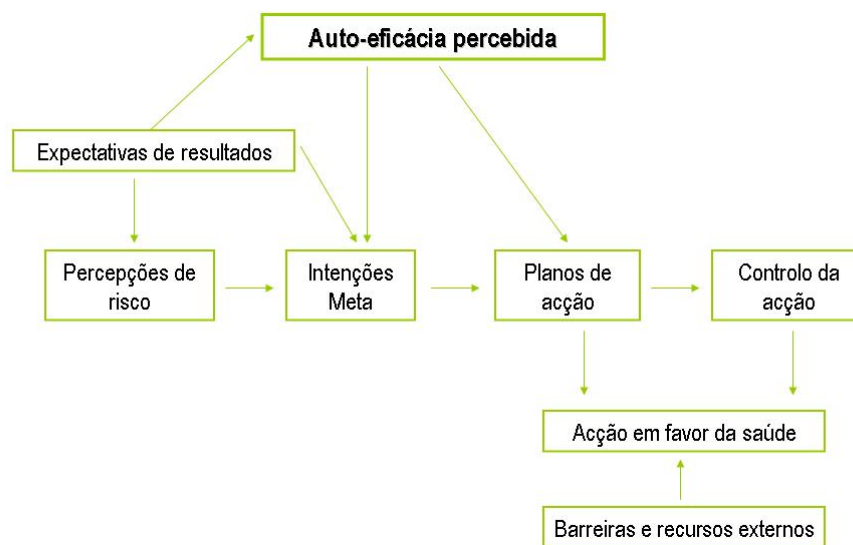 Auto-eficácia percebida
Expectativas de resultados
Percepções de
risco
Intenções
Meta
Planos de
acção
Controlo da
acção
Acção em favor da saúde
Barreiras e recursos externos